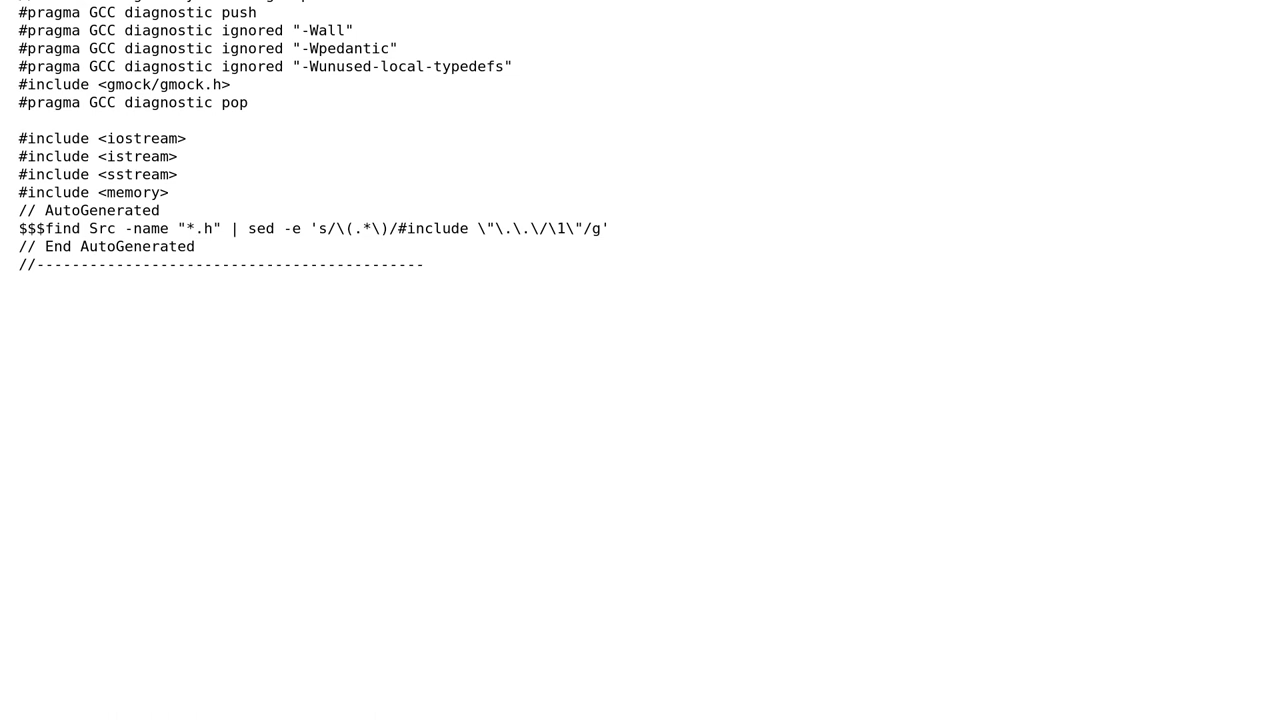 #pragma GCC diagnostic push
#pragma GCC diagnostic ignored "-Wall"
#pragma GCC diagnostic ignored "-Wpedantic"
#pragma GCC diagnostic ignored "-Wunused-local-typedefs"
#include <gmock/gmock.h>
#pragma GCC diagnostic pop

#include <iostream>
#include <istream>
#include <sstream>
#include <memory>
// AutoGenerated
$$$find Src -name "*.h" | sed -e 's/\(.*\)/#include \"\.\.\/\1\"/g'
// End AutoGenerated
//--------------------------------------------